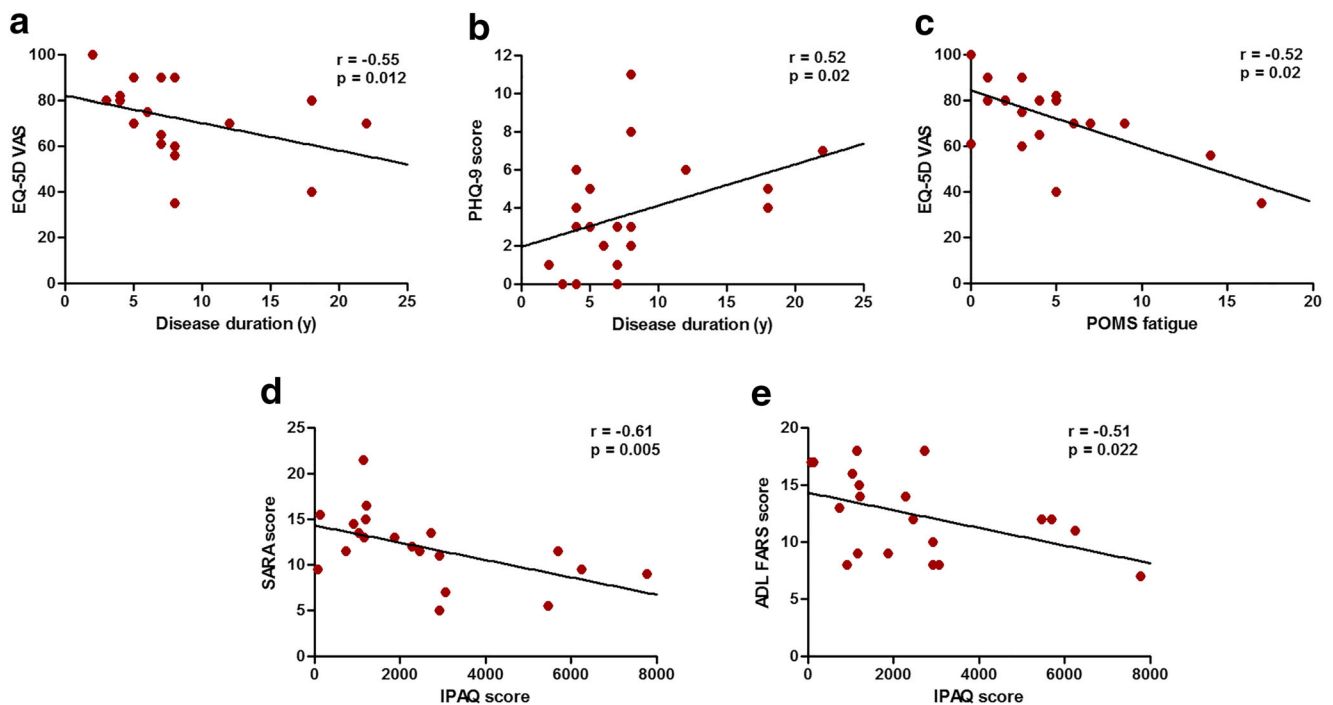 a
r = -0.55
p = 0.012
EQ-5D VAS
100
80
60
40
20
0
0 5 10 15 20 25
Disease duration (y)
b
r = 0.52
p = 0.02
PHQ-9 score
12
10
8
6
4
2
0
0 5 10 15 20 25
Disease duration (y)
c
r = -0.52
p = 0.02
EQ-5D VAS
100
80
60
40
20
0
0 5 10 15 20
POMS fatigue
d
r = -0.61
p = 0.005
SARA score
25
20
15
10
5
0
0 2000 4000 6000 8000
IPAQ score
e
r = -0.51
p = 0.022
ADL FARS score
20
15
10
5
0
0 2000 4000 6000 8000
IPAQ score